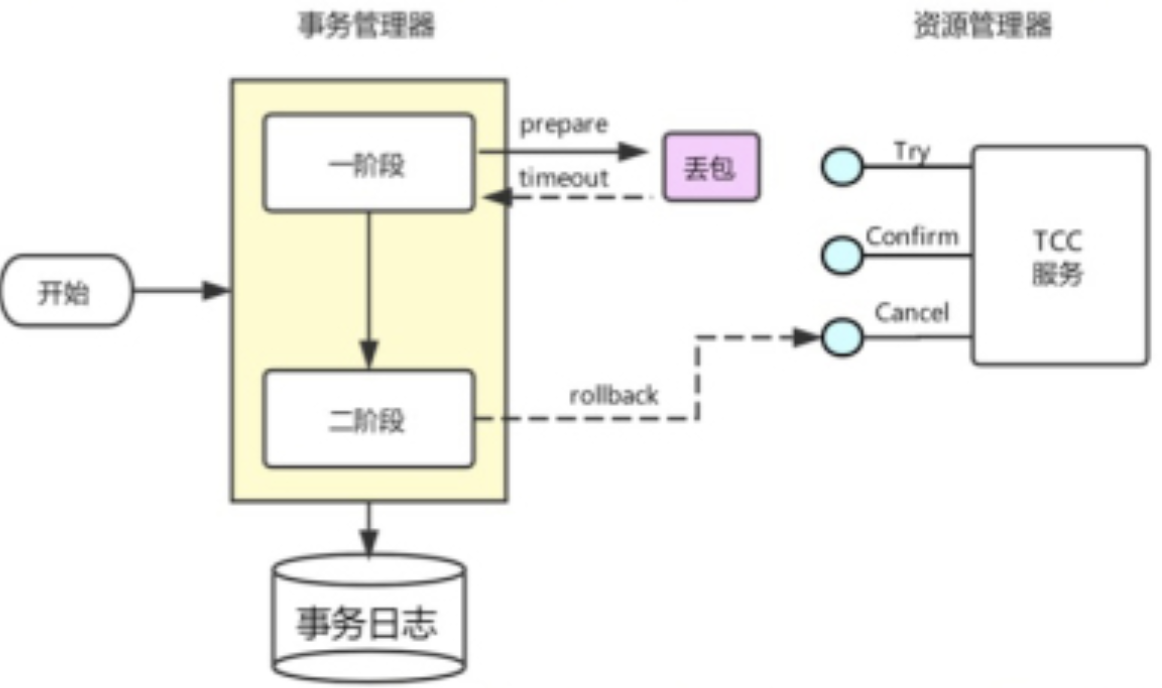 事务管理器
资源管理器
prepare
一阶段
丢包
timeout
Try
Confirm
TCC
服务
开始
Cancel
rollback
二阶段
事务日志